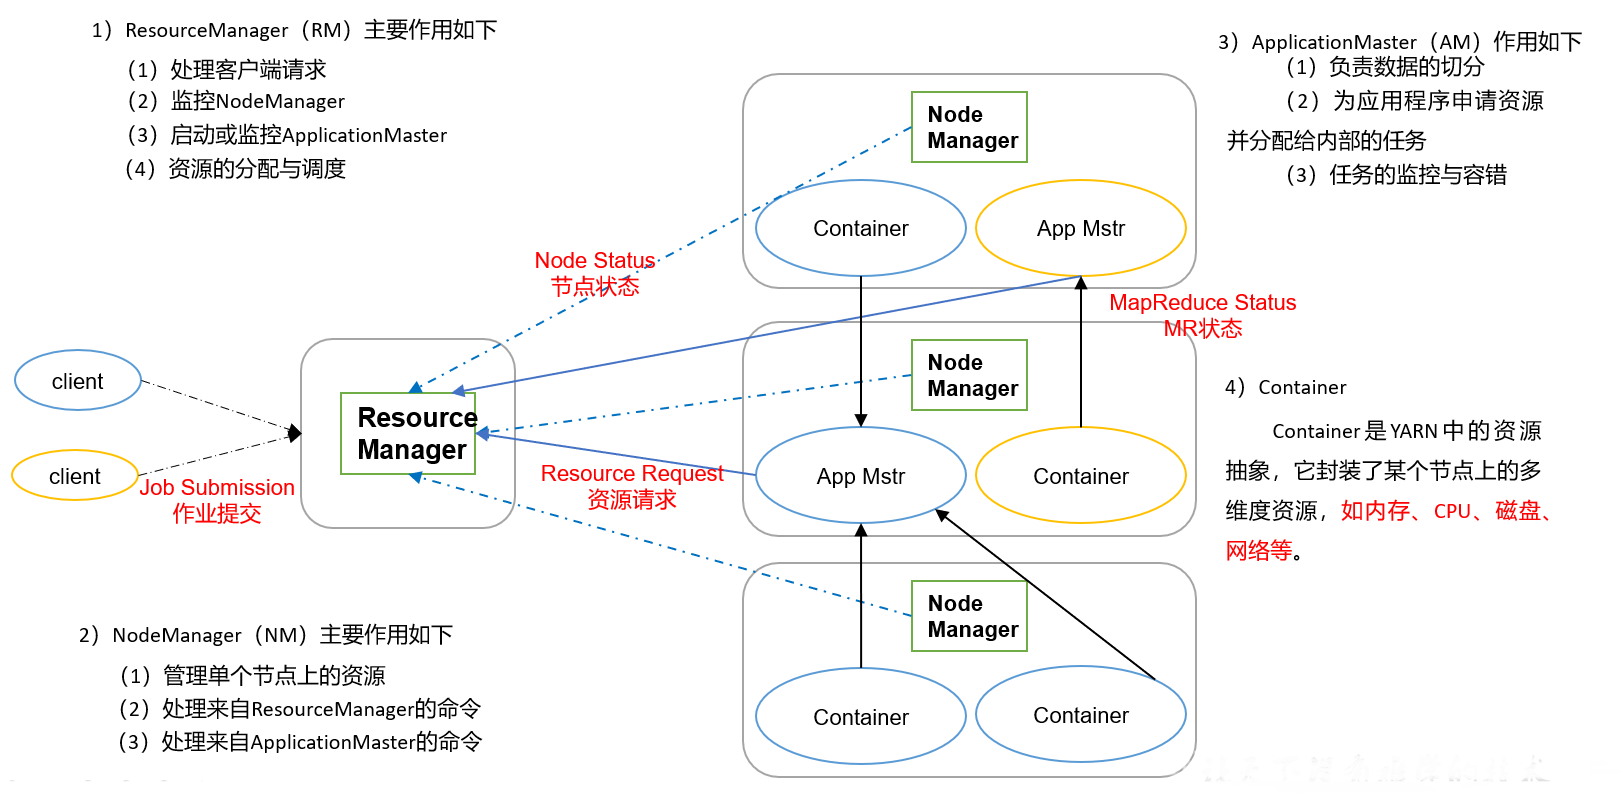 1）ResourceManager（RM）主要作用如下
（1）处理客户端请求
（2）监控NodeManager
（3）启动或监控ApplicationMaster
（4）资源的分配与调度
3）ApplicationMaster（AM）作用如下
（1）负责数据的切分
（2）为应用程序申请资源
并分配给内部的任务
（3）任务的监控与容错
Node
Manager
Container
App Mstr
Node Status
节点状态
MapReduce Status
MR状态
client
client
Resource
Manager
Job Submission
作业提交
Node
Manager
App Mstr
Container
Resource Request
资源请求
4）Container
Container是YARN中的资源
抽象，它封装了某个节点上的多
维度资源，如内存、CPU、磁盘、
网络等。
2）NodeManager（NM）主要作用如下
（1）管理单个节点上的资源
（2）处理来自ResourceManager的命令
（3）处理来自ApplicationMaster的命令
Node
Manager
Container
Container